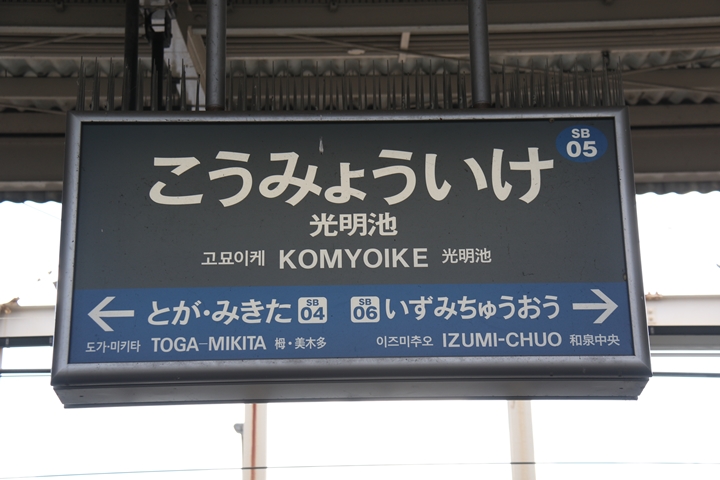 SB
05
こうみょういけ
光明池
고묘이케 KOMYOIKE 光明池
← とが・みきた SB 04 SB 06 いずみちゅうおう →
도가·미키타 TOGA-MIKITA 栂・美木多 이즈미추오 IZUMI-CHUO 和泉中央